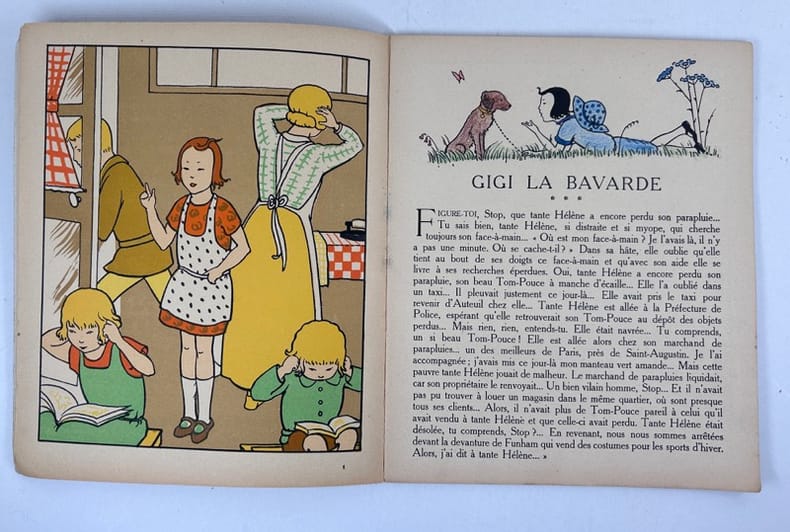 1
GIGI LA BAVARDE
FIGURE-TOI, Stop, que tante Hélène a encore perdu son parapluie...
Tu sais bien, tante Hélène, si distraite et si myope, qui cherche
toujours son face-à-main... « Où est mon face-à-main ? Je l'avais là, il n'y
a pas une minute. Où se cache-t-il ? » Dans sa hâte, elle oublie qu'elle
tient au bout de ses doigts ce face-à-main et qu'avec son aide elle se
livre à ses recherches éperdues. Oui, tante Hélène a encore perdu son
parapluie, son beau Tom-Pouce à manche d'écaille... Elle l'a oublié dans
un taxi... Il pleuvait justement ce jour-là... Elle avait pris le taxi pour
revenir d'Auteuil chez elle... Tante Hélène est allée à la Préfecture de
Police, espérant qu'elle retrouverait son Tom-Pouce au dépôt des objets
perdus... Mais rien, rien, entends-tu. Elle était navrée... Tu comprends,
un si beau Tom-Pouce ! Elle est allée alors chez son marchand de
parapluies... un des meilleurs de Paris, près de Saint-Augustin. Je l'ai
accompagnée ; j'avais mis ce jour-là mon manteau vert amande... Mais cette
pauvre tante Hélène jouait de malheur. Le marchand de parapluies liquidait,
car son propriétaire le renvoyait... Un bien vilain homme, Stop... Et il n'avait
pas pu trouver à louer un magasin dans le même quartier, où sont presque
tous ses clients... Alors, il n'avait plus de Tom-Pouce pareil à celui qu'il
avait vendu à tante Hélène et que celle-ci avait perdu. Tante Hélène était
désolée, tu comprends, Stop ?... En revenant, nous nous sommes arrêtées
devant la devanture de Funham qui vend des costumes pour les sports d'hiver.
Alors, j'ai dit à tante Hélène... »